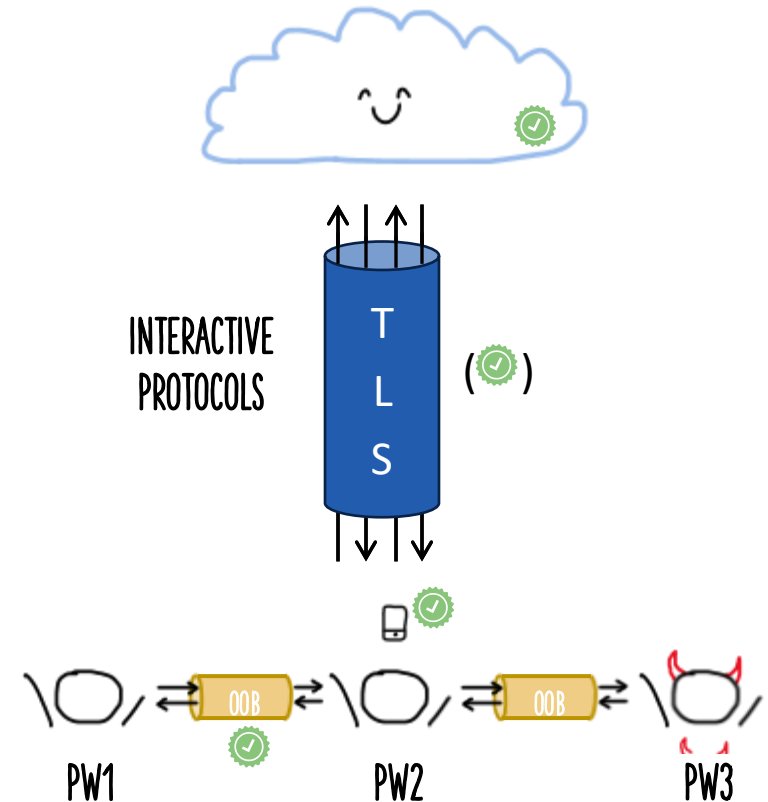 INTERACTIVE
PROTOCOLS
T
L
S
( )
OOB
OOB
PW1
PW2
PW3